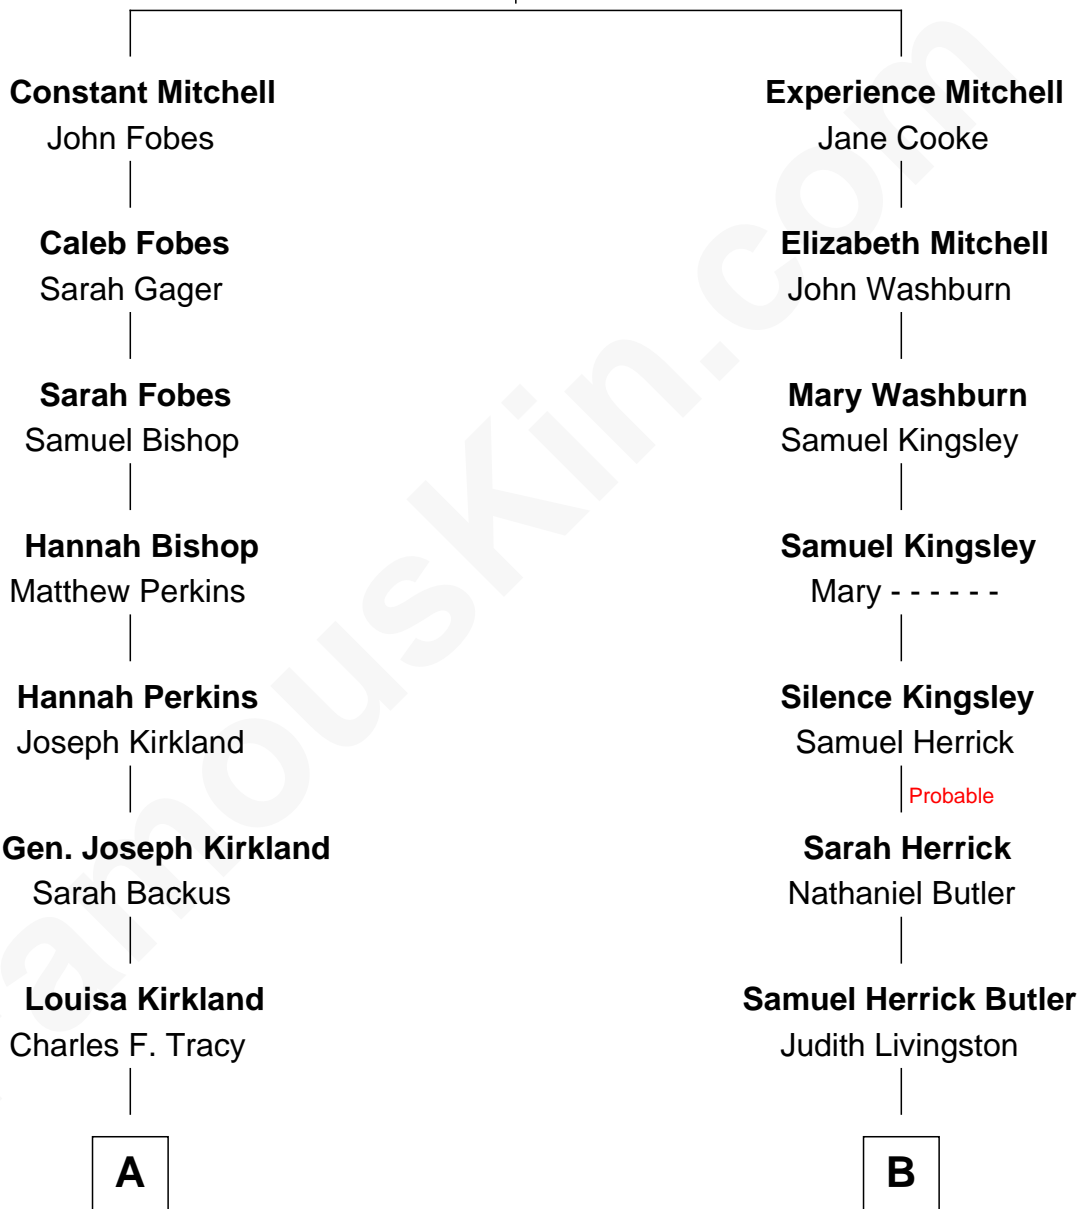 Constant Mitchell
John Fobes
Experience Mitchell
Jane Cooke
Caleb Fobes
Sarah Gager
Elizabeth Mitchell
John Washburn
Sarah Fobes
Samuel Bishop
Mary Washburn
Samuel Kingsley
Hannah Bishop
Matthew Perkins
Samuel Kingsley
Mary - - - - - -
Hannah Perkins
Joseph Kirkland
Silence Kingsley
Samuel Herrick
Probable
Gen. Joseph Kirkland
Sarah Backus
Sarah Herrick
Nathaniel Butler
Louisa Kirkland
Charles F. Tracy
Samuel Herrick Butler
Judith Livingston
A
B
amouskin.com